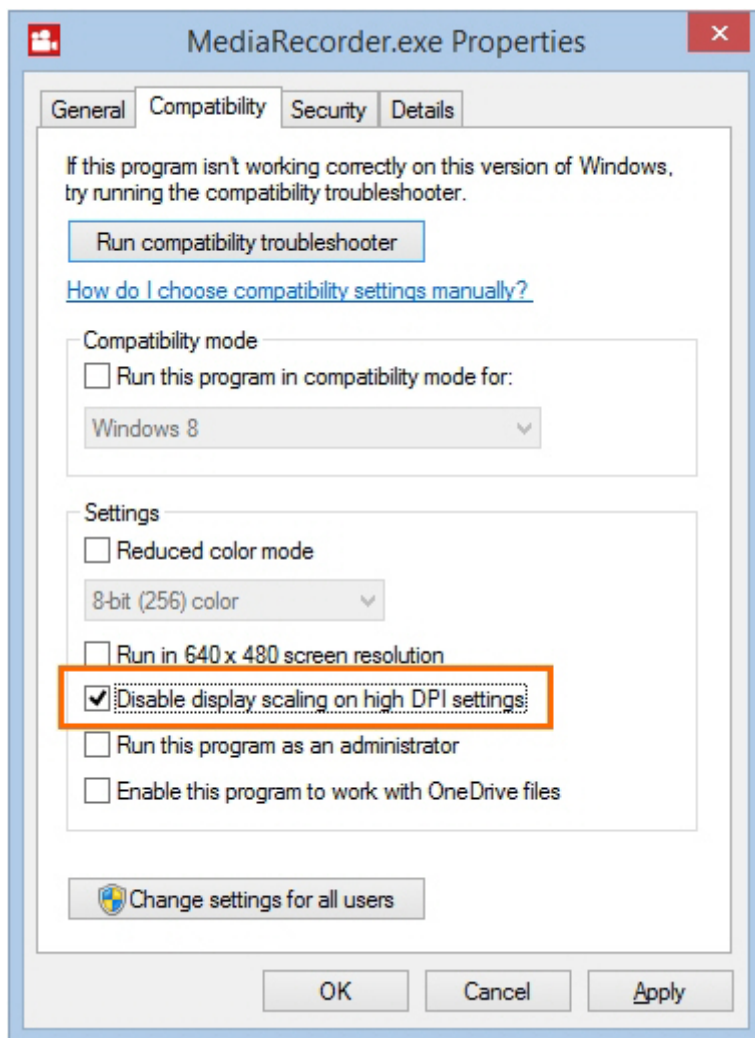 MediaRecorder.exe Properties
General Compatibility Security Details
If this program isn't working correctly on this version of Windows,
try running the compatibility troubleshooter.
Run compatibility troubleshooter
How do I choose compatibility settings manually?
Compatibility mode
Run this program in compatibility mode for:
Windows 8
Settings
Reduced color mode
8-bit (256) color
Run in 640 x 480 screen resolution
Disable display scaling on high DPI settings
Run this program as an administrator
Enable this program to work with OneDrive files
Change settings for all users
OK Cancel Apply